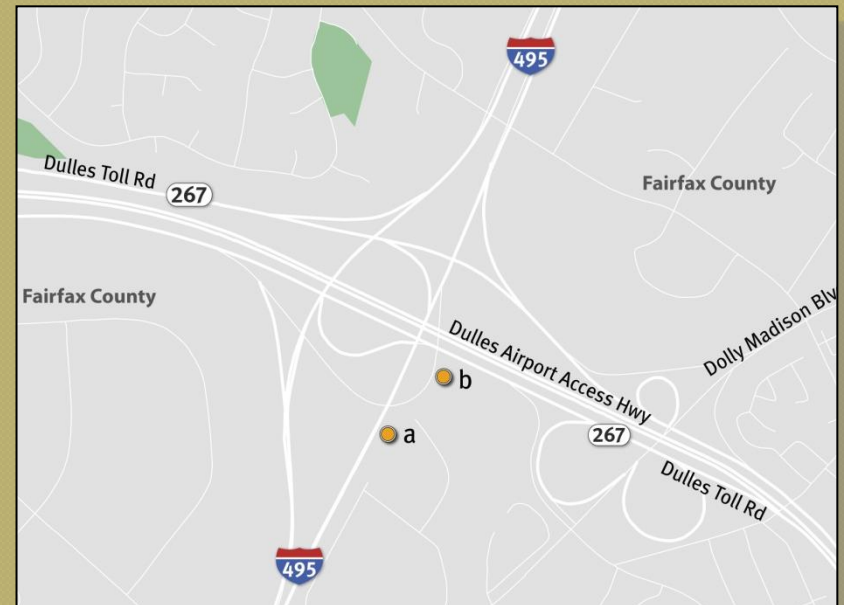 495
Dulles Toll Rd
267
Fairfax County
Fairfax County
Dolly Madison Blv
Dulles Airport Access Hwy
b
a
267
Dulles Toll Rd
495